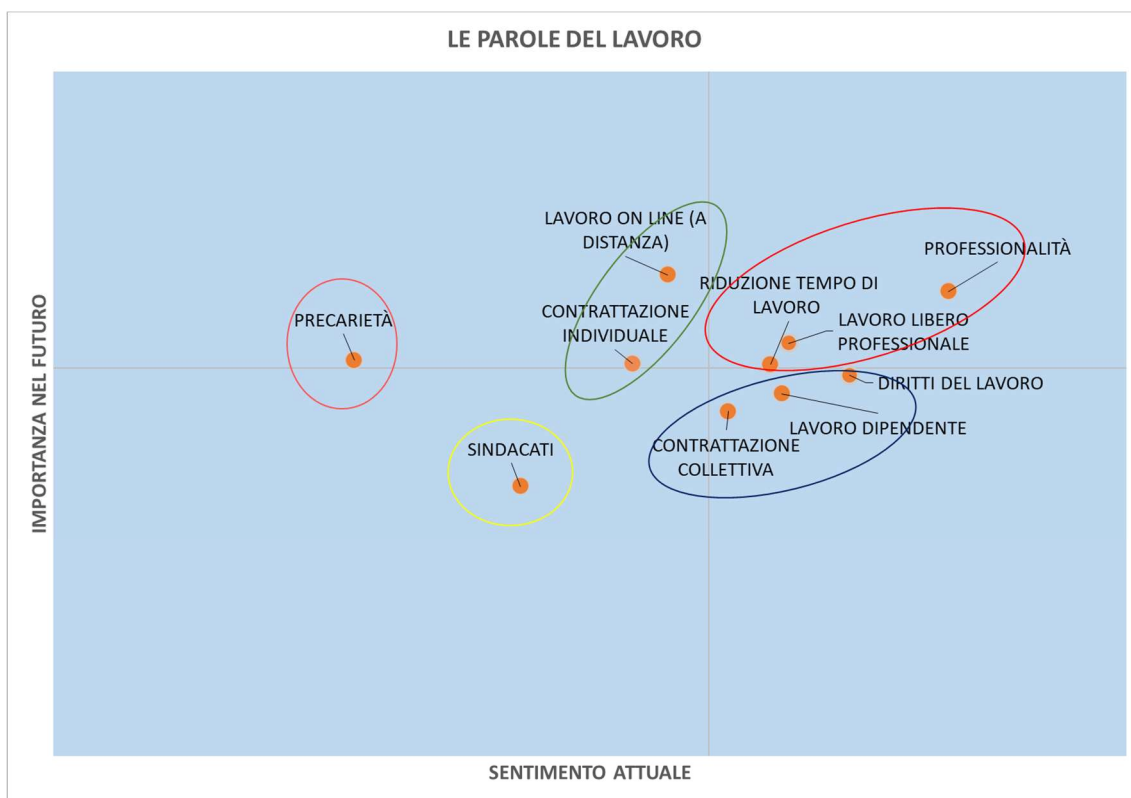 LE PAROLE DEL LAVORO
LAVORO ON LINE (A
DISTANZA)
PROFESSIONALITÀ
RIDUZIONE TEMPO DI
LAVORO
CONTRATTAZIONE
INDIVIDUALE
PRECARIETÀ
LAVORO LIBERO
PROFESSIONALE
DIRITTI DEL LAVORO
LAVORO DIPENDENTE
CONTRATTAZIONE
COLLETTIVA
SINDACATI
IMPORTANZA NEL FUTURO
SENTIMENTO ATTUALE